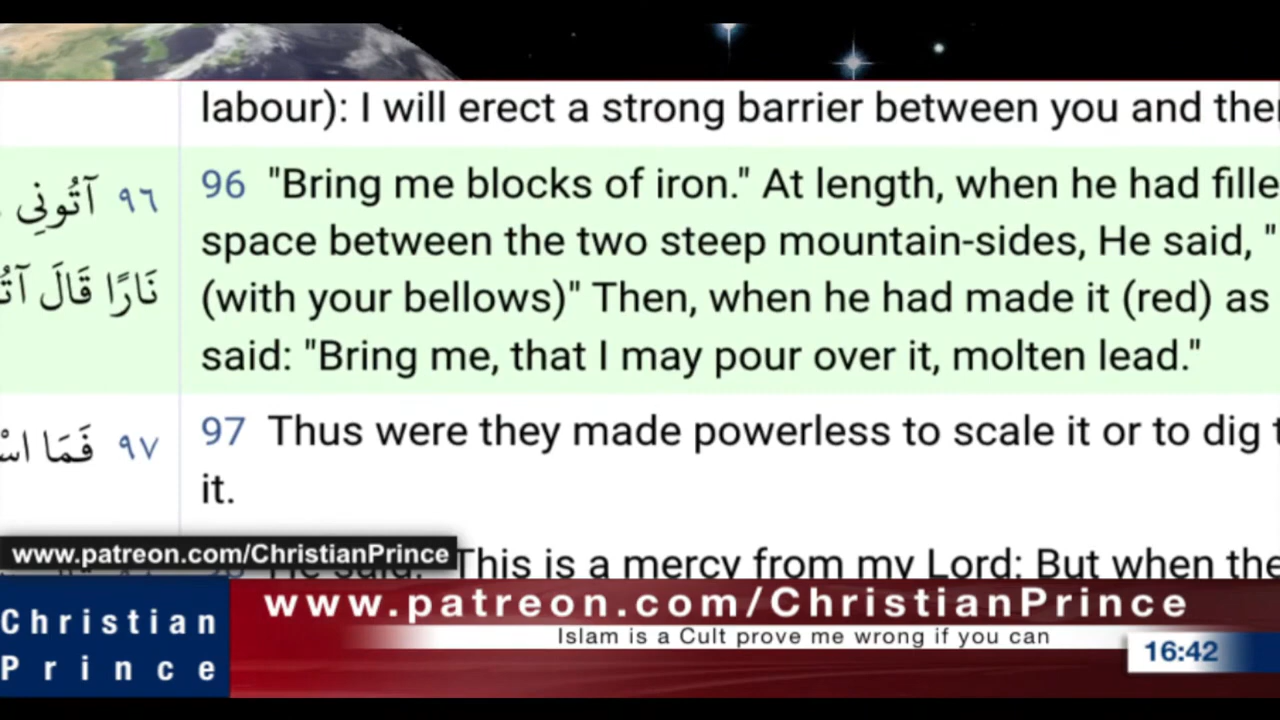 labour): I will erect a strong barrier between you and
٩٦ آتُونِي
96 "Bring me blocks of iron." At length, when he had
space between the two steep mountain-sides, He said, "
نَارًا قَالَ
(with your bellows)" Then, when he had made it (red) as
said: "Bring me, that I may pour over it, molten lead."
٩٧ فَمَا
97 Thus were they made powerless to scale it or to dig
it.
www.patreon.com/ChristianPrince
This is a mercy from my Lord: But when the
www.patreon.com/ChristianPrince
Islam is a Cult prove me wrong if you can
Christian
Prince
16:42